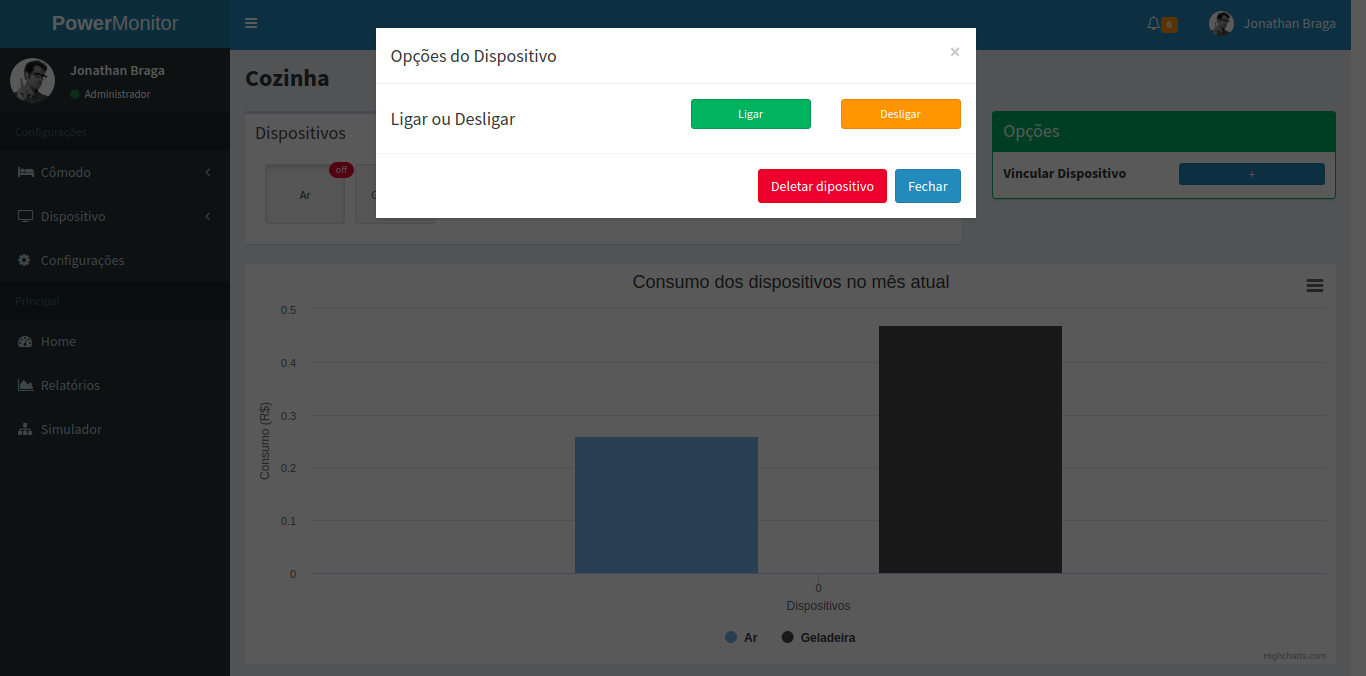 PowerMonitor
6
Jonathan Braga
Jonathan Braga
Administrador
Configurações
Cômodo
Dispositivo
Configurações
Principal
Home
Relatórios
Simulador
Opções do Dispositivo
×
Ligar ou Desligar
Ligar
Desligar
Deletar dipositivo
Fechar
Cozinha
Dispositivos
off
Ar
Opções
Vincular Dispositivo
+
Consumo dos dispositivos no mês atual
Consumo (R$)
0.5
0.4
0.3
0.2
0.1
0
0
Dispositivos
Ar
Geladeira
Highcharts.com